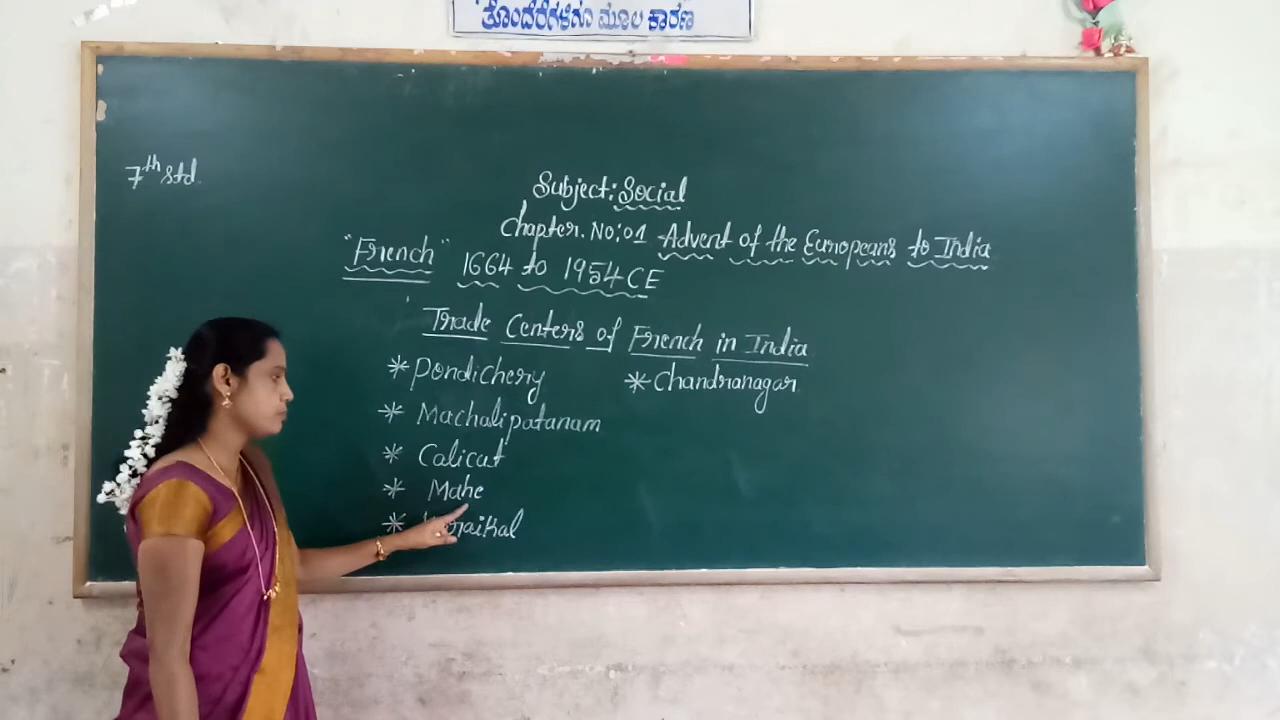 ತೊಂದರೆಗಳಿಗೂ ಮೂಲ ಕಾರಣ
7th std.
Subject: Social
Chapter. No: 01 Advent of the Europeans to India
"French" 1664 to 1954 CE
Trade Centers of French in India
* Pondichery * Chandranagar
* Machalipatanam
* Calicut
* Mahe
*